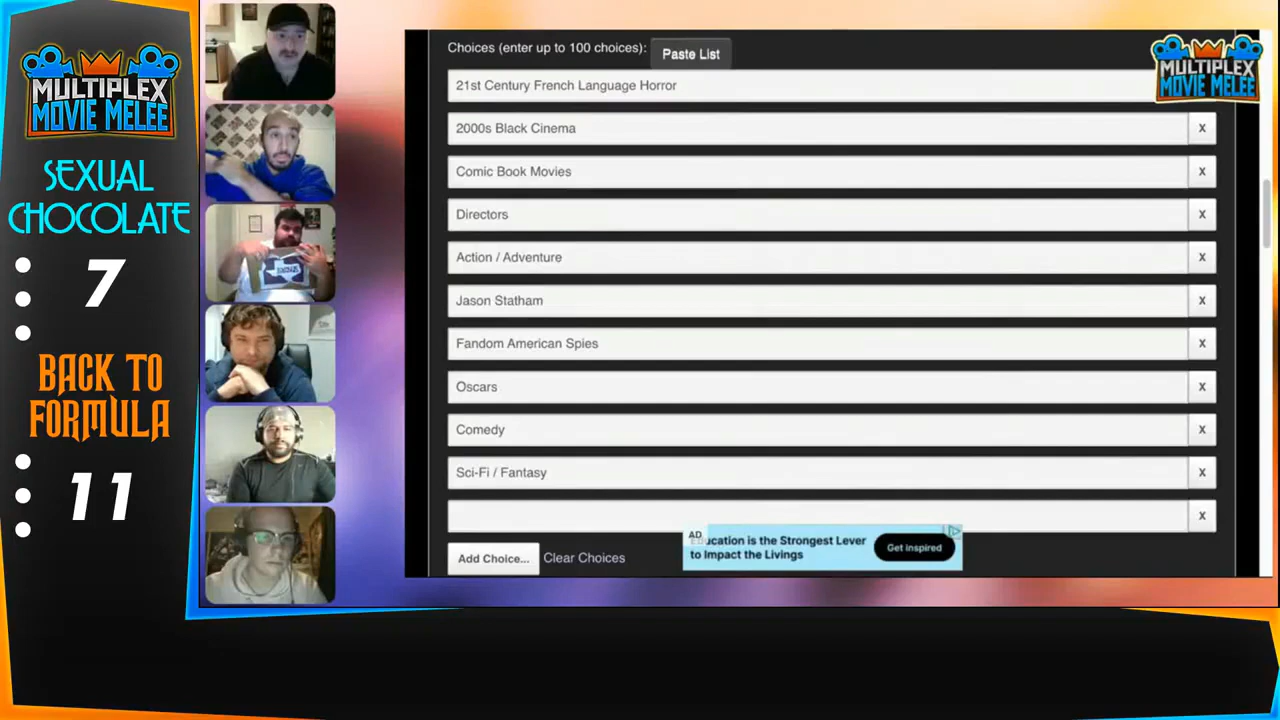 MULTIPLEX
MOVIE MELEE
SEXUAL
CHOCOLATE
7
BACK TO
FORMULA
11
Choices (enter up to 100 choices):
Paste List
MULTIPLEX
MOVIE MELEE
21st Century French Language Horror
2000s Black Cinema
X
Comic Book Movies
X
Directors
X
Action / Adventure
X
Jason Statham
X
Fandom American Spies
X
Oscars
X
Comedy
X
Sci-Fi / Fantasy
X
X
AD
Education is the Strongest Lever
to Impact the Livings
Get inspired
Add Choice...
Clear Choices